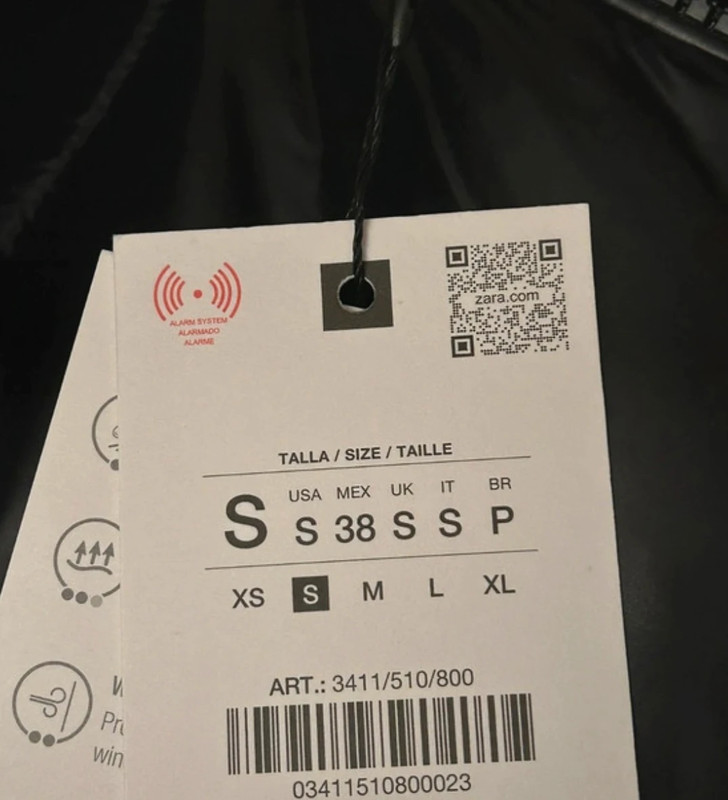 ALARM SYSTEM
ALARMADO
ALARME
zara.com
TALLA / SIZE / TAILLE
S USA MEX UK IT BR
S 38 S S P
XS S M L XL
ART.: 3411/510/800
03411510800023
win